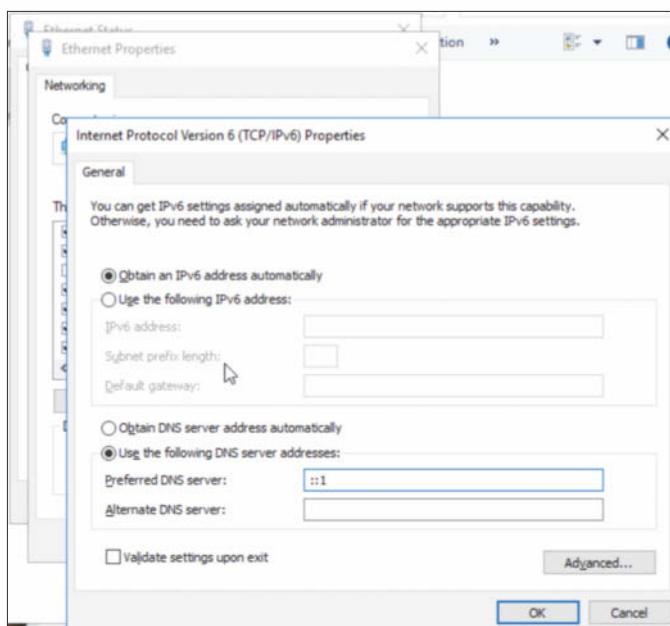 Ethernet Status
Ethernet Properties
tion »
Networking
Internet Protocol Version 6 (TCP/IPv6) Properties
General
You can get IPv6 settings assigned automatically if your network supports this capability.
Otherwise, you need to ask your network administrator for the appropriate IPv6 settings.
Obtain an IPv6 address automatically
Use the following IPv6 address:
IPv6 address:
Subnet prefix length:
Default gateway:
Obtain DNS server address automatically
Use the following DNS server addresses:
Preferred DNS server:
::1
Alternate DNS server:
Validate settings upon exit
Advanced...
OK
Cancel